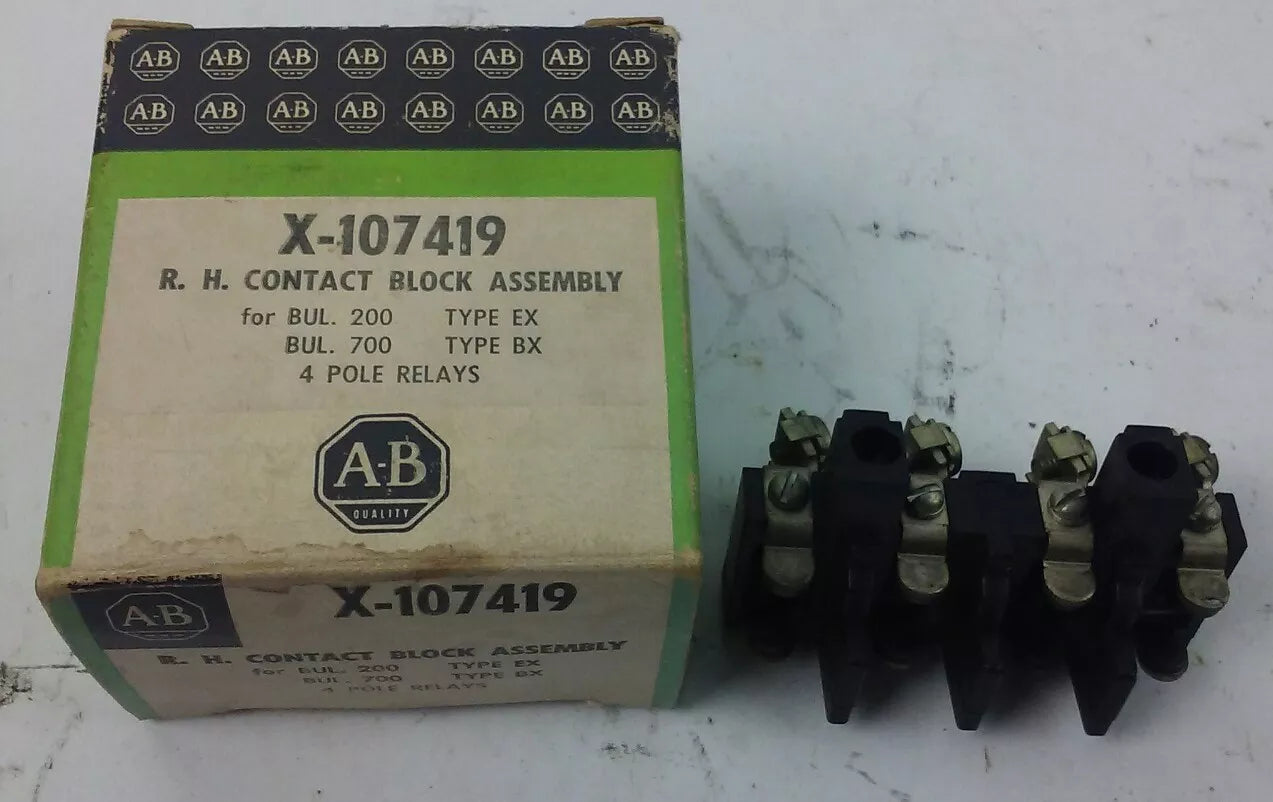 A-B A-B A-B A-B A-B A-B A-B A-B
A-B A-B A-B A-B A-B A-B A-B A-B
X-107419
R. H. CONTACT BLOCK ASSEMBLY
for BUL. 200 TYPE EX
BUL. 700 TYPE BX
4 POLE RELAYS
A-B
QUALITY
A-B
X-107419
R. H. CONTACT BLOCK ASSEMBLY
for BUL. 200 TYPE EX
BUL. 700 TYPE BX
4 POLE RELAYS